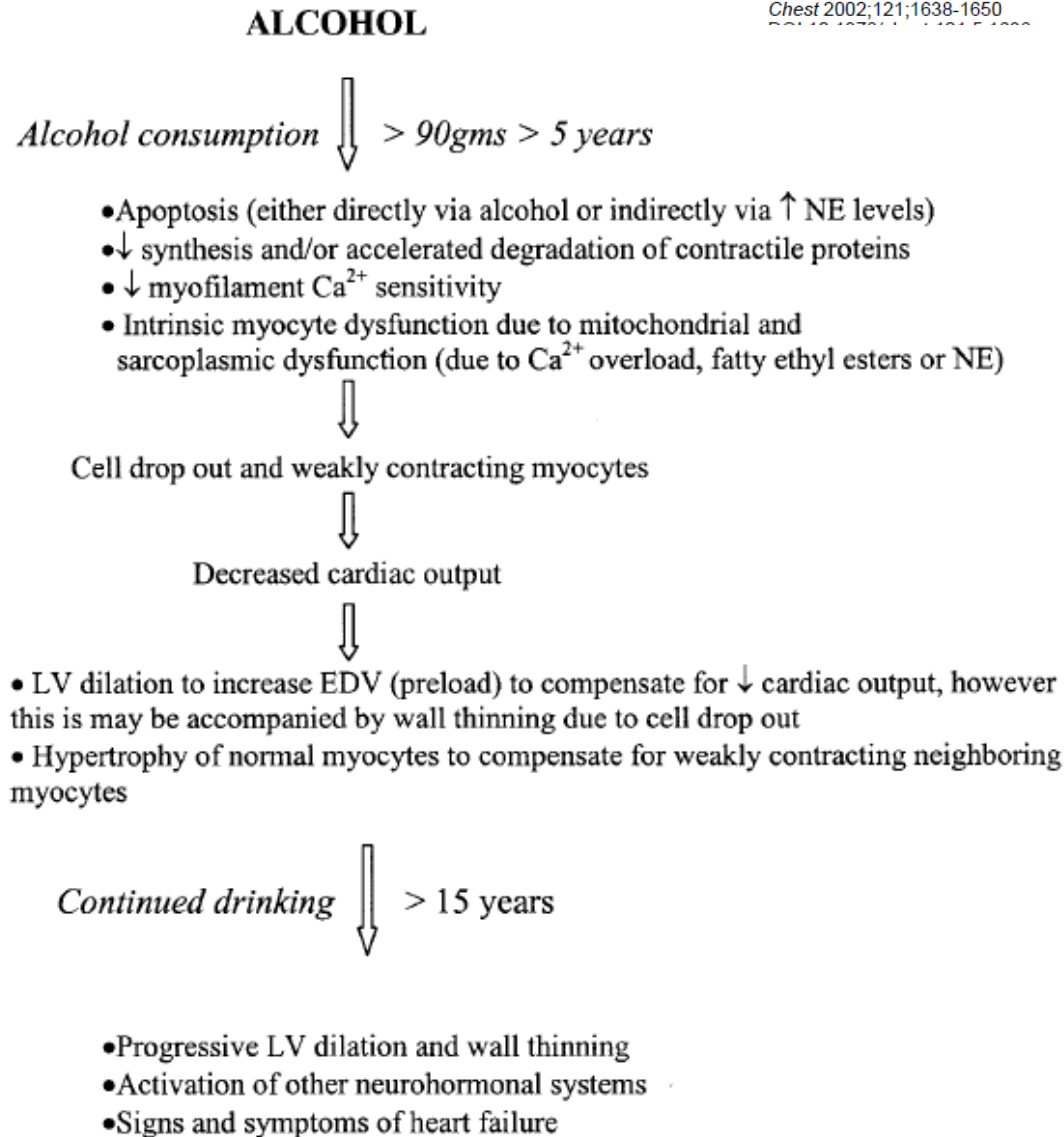 Chest 2002;121;1638-1650
ALCOHOL
Alcohol consumption > 90gms > 5 years
•Apoptosis (either directly via alcohol or indirectly via ↑ NE levels)
•↓ synthesis and/or accelerated degradation of contractile proteins
• ↓ myofilament Ca²⁺ sensitivity
• Intrinsic myocyte dysfunction due to mitochondrial and
sarcoplasmic dysfunction (due to Ca²⁺ overload, fatty ethyl esters or NE)
Cell drop out and weakly contracting myocytes
Decreased cardiac output
• LV dilation to increase EDV (preload) to compensate for ↓ cardiac output, however
this is may be accompanied by wall thinning due to cell drop out
• Hypertrophy of normal myocytes to compensate for weakly contracting neighboring
myocytes
Continued drinking > 15 years
•Progressive LV dilation and wall thinning
•Activation of other neurohormonal systems
•Signs and symptoms of heart failure